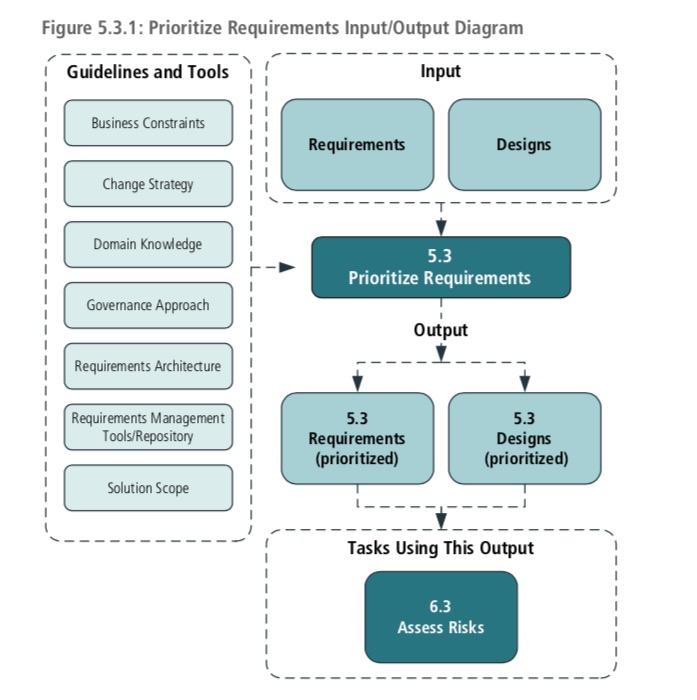 Figure 5.3.1: Prioritize Requirements Input/Output Diagram
Guidelines and Tools
Business Constraints
Change Strategy
Domain Knowledge
Governance Approach
Requirements Architecture
Requirements Management
Tools/Repository
Solution Scope
Input
Requirements
Designs
5.3
Prioritize Requirements
Output
5.3
Requirements
(prioritized)
5.3
Designs
(prioritized)
Tasks Using This Output
6.3
Assess Risks